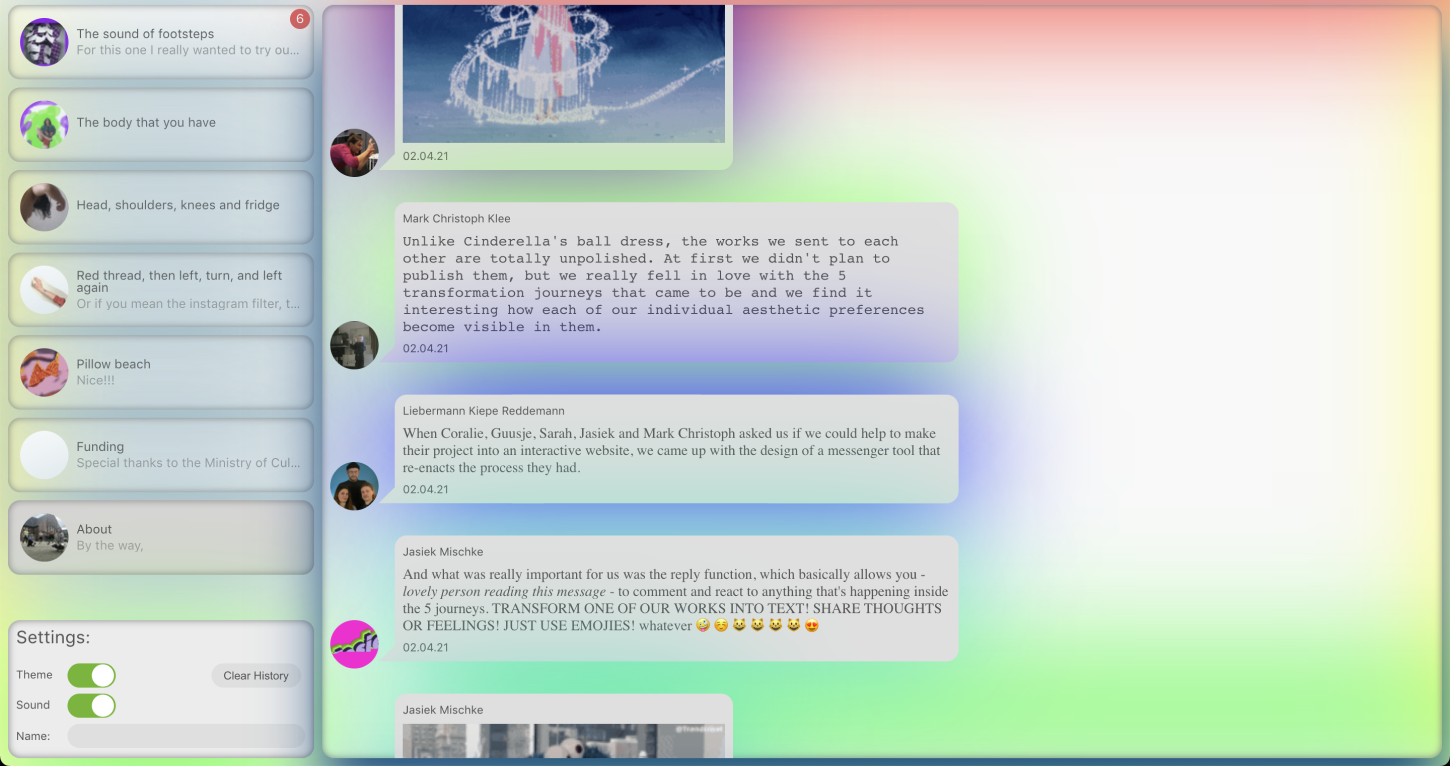 The sound of footsteps
6
For this one I really wanted to try ou...
The body that you have
Head, shoulders, knees and fridge
Red thread, then left, turn, and left
again
Or if you mean the instagram filter, t...
Pillow beach
Nice!!!
Funding
Special thanks to the Ministry of Cul...
About
By the way,
Settings:
Theme
Clear History
Sound
Name:
02.04.21
Mark Christoph Klee
Unlike Cinderella's ball dress, the works we sent to each
other are totally unpolished. At first we didn't plan to
publish them, but we really fell in love with the 5
transformation journeys that came to be and we find it
interesting how each of our individual aesthetic preferences
become visible in them.
02.04.21
Liebermann Kiepe Reddemann
When Coralie, Guusje, Sarah, Jasiek and Mark Christoph asked us if we could help to make
their project into an interactive website, we came up with the design of a messenger tool that
re-enacts the process they had.
02.04.21
Jasiek Mischke
And what was really important for us was the reply function, which basically allows you -
lovely person reading this message - to comment and react to anything that's happening inside
the 5 journeys. TRANSFORM ONE OF OUR WORKS INTO TEXT! SHARE THOUGHTS
OR FEELINGS! JUST USE EMOJIES! whatever 🤪 ☺️ 😺 😺 😺 😺 😍
02.04.21
Jasiek Mischke